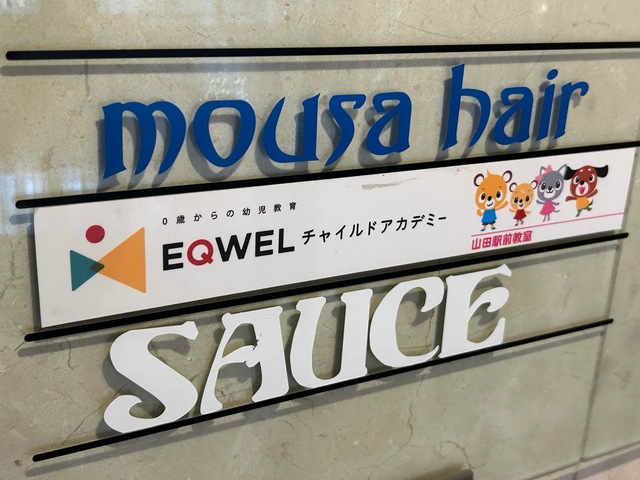 mousa hair
0歳からの幼児教育
EQWEL チャイルドアカデミー
山田駅前教室
SAUCE